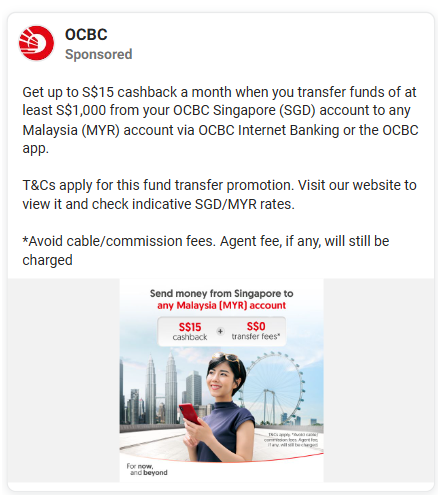 OCBC
Sponsored
Get up to S$15 cashback a month when you transfer funds of at
least S$1,000 from your OCBC Singapore (SGD) account to any
Malaysia (MYR) account via OCBC Internet Banking or the OCBC
app.
T&Cs apply for this fund transfer promotion. Visit our website to
view it and check indicative SGD/MYR rates.
*Avoid cable/commission fees. Agent fee, if any, will still be
charged
Send money from Singapore to
any Malaysia (MYR) account
S$15 + S$0
cashback transfer fees*
T&Cs apply. *Avoid cable/
commission fees. Agent fee,
if any, will still be charged
For now,
and beyond